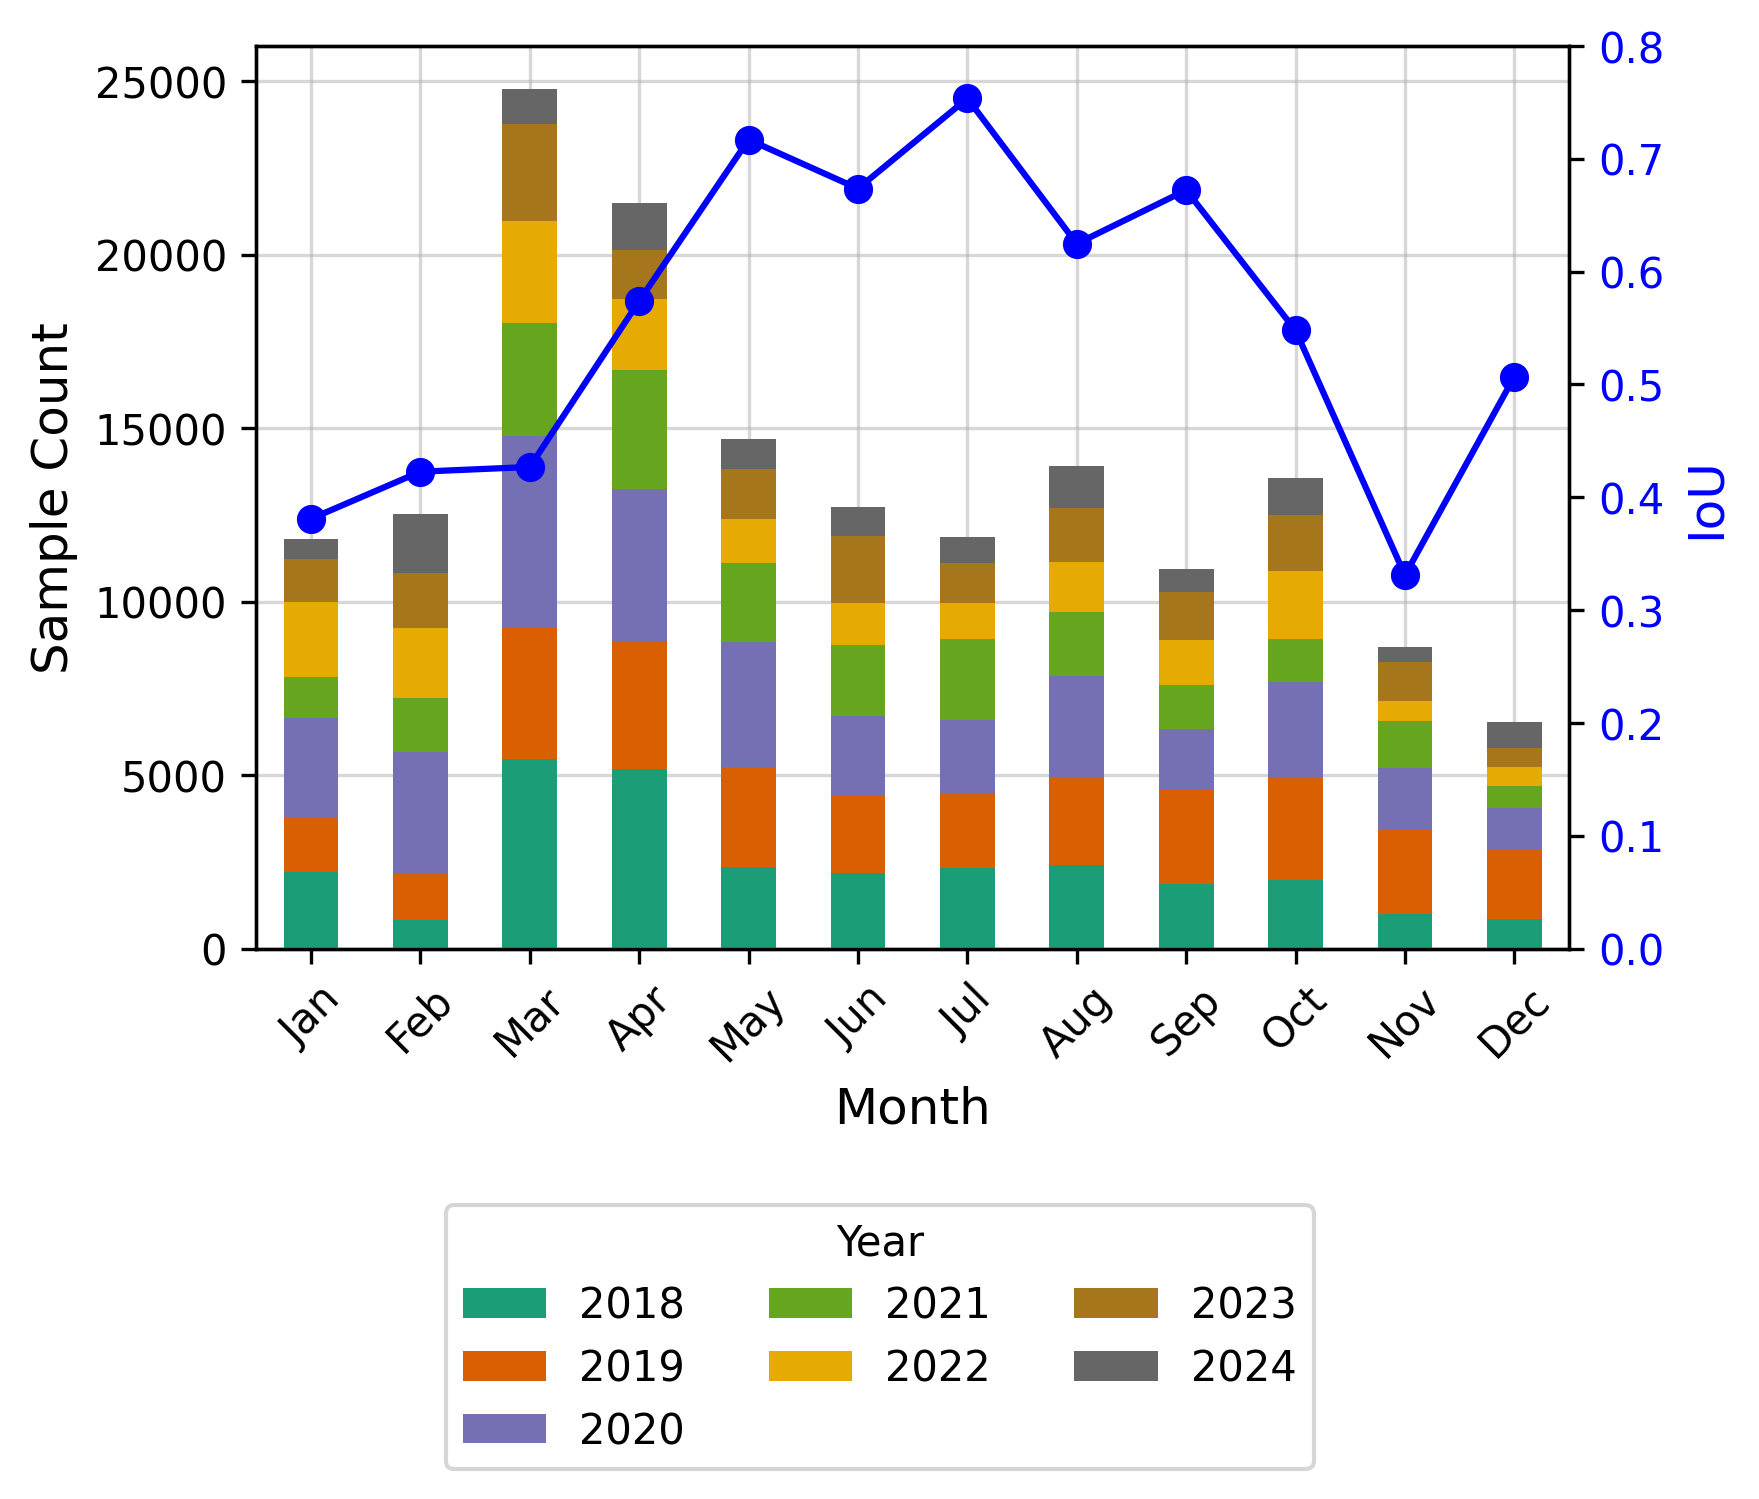 25000
20000
15000
10000
5000
0
Sample Count
0.8
0.7
0.6
0.5
0.4
0.3
0.2
0.1
0.0
IoU
Jan Feb Mar Apr May Jun Jul Aug Sep Oct Nov Dec
Month
Year
2018 2021 2023
2019 2022 2024
2020